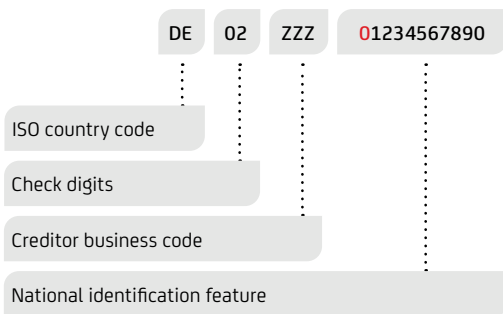 DE 02 ZZZ 01234567890
ISO country code
Check digits
Creditor business code
National identification feature